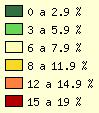 0 a 2.9 %
3 a 5.9 %
6 a 7.9 %
8 a 11.9 %
12 a 14.9 %
15 a 19 %